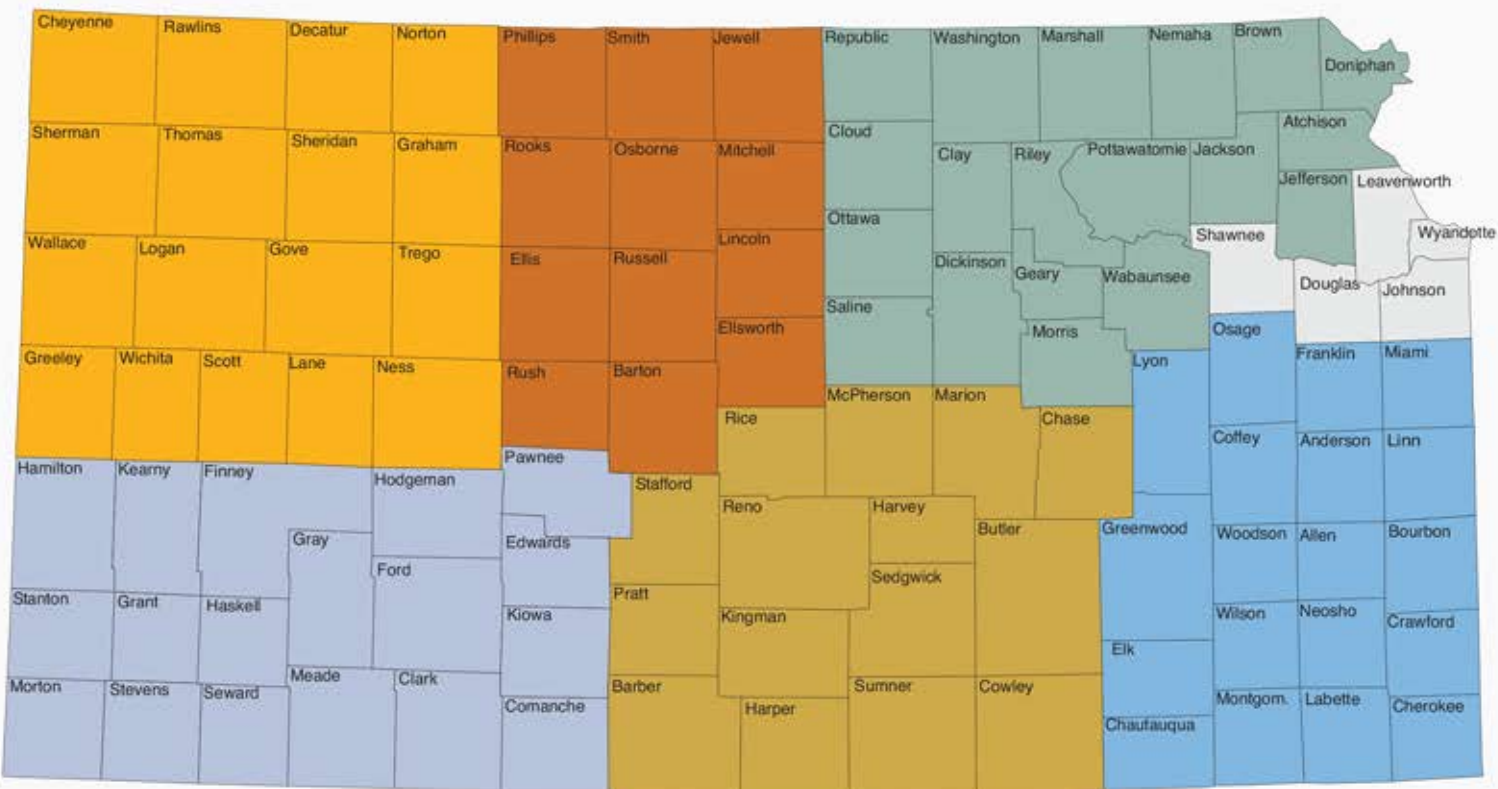 Cheyenne
Rawlins
Decatur
Norton
Phillips
Smith
Jewell
Republic
Washington
Marshall
Nemaha
Brown
Doniphan
Sherman
Thomas
Sheridan
Graham
Rooks
Osborne
Mitchell
Cloud
Clay
Riley
Pottawatomie
Jackson
Atchison
Jefferson
Leavenworth
Wyandotte
Wallace
Logan
Gove
Trego
Ellis
Russell
Lincoln
Ottawa
Dickinson
Geary
Wabaunsee
Shawnee
Douglas
Johnson
Ellsworth
Saline
Morris
Greeley
Wichita
Scott
Lane
Ness
Rush
Barton
Rice
McPherson
Marion
Chase
Lyon
Osage
Franklin
Miami
Hamilton
Kearny
Finney
Hodgeman
Pawnee
Stafford
Reno
Harvey
Butler
Greenwood
Coffey
Anderson
Linn
Gray
Ford
Edwards
Sedgwick
Woodson
Allen
Bourbon
Stanton
Grant
Haskell
Kiowa
Pratt
Kingman
Elk
Wilson
Neosho
Crawford
Morton
Stevens
Seward
Meade
Clark
Comanche
Barber
Harper
Sumner
Cowley
Chautauqua
Montgom.
Labette
Cherokee